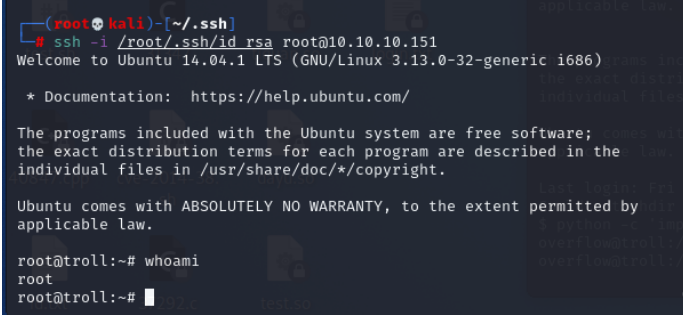 ┌──(root💀kali)-[~/.ssh]
└─# ssh -i /root/.ssh/id_rsa root@10.10.10.151
Welcome to Ubuntu 14.04.1 LTS (GNU/Linux 3.13.0-32-generic i686)
* Documentation:  https://help.ubuntu.com/
The programs included with the Ubuntu system are free software;
the exact distribution terms for each program are described in the
individual files in /usr/share/doc/*/copyright.
Ubuntu comes with ABSOLUTELY NO WARRANTY, to the extent permitted by
applicable law.
root@troll:~# whoami
root
root@troll:~#